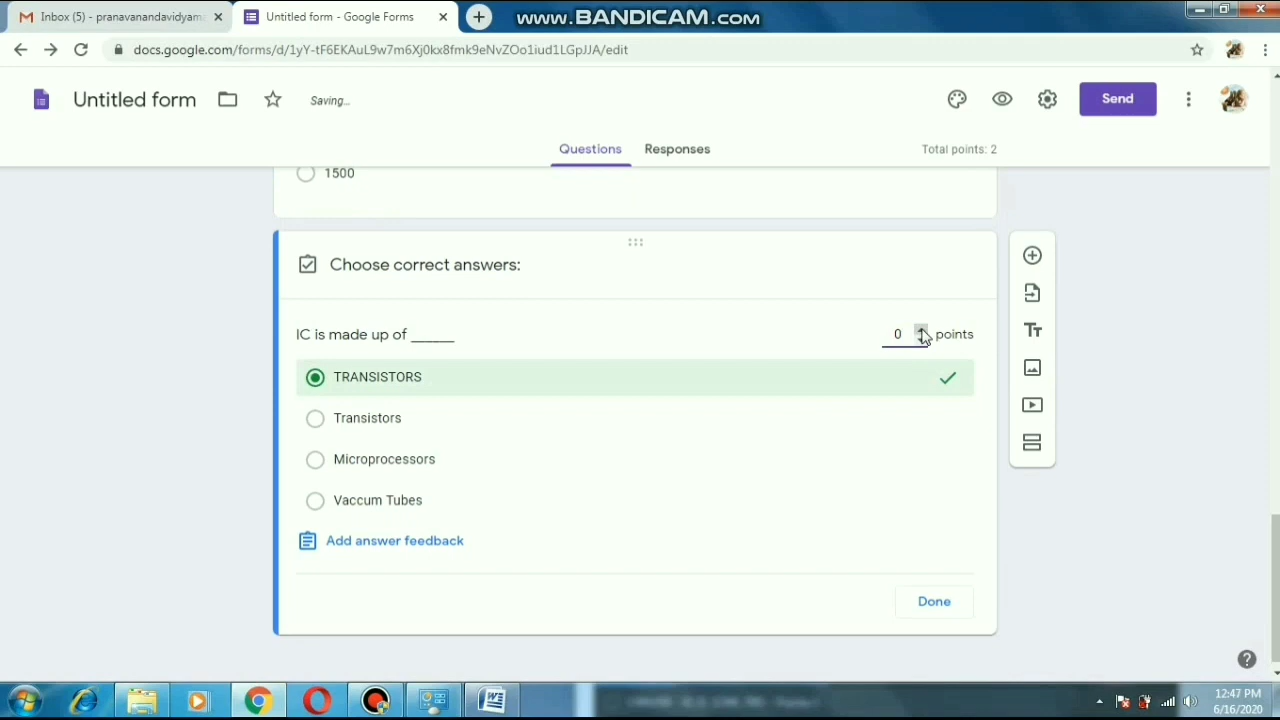 Inbox (5) - pranavanandavidyama
Untitled form - Google Forms
www.BANDICAM.com
docs.google.com/forms/d/1yY-tF6EKAuL9w7m6Xj0kx8fmk9eNvZOo1iud1LGpJJA/edit
Untitled form
Saving...
Send
Questions
Responses
Total points: 2
1500
Choose correct answers:
IC is made up of ______
0
points
TRANSISTORS
Transistors
Microprocessors
Vaccum Tubes
Add answer feedback
Done
12:47 PM
6/16/2020